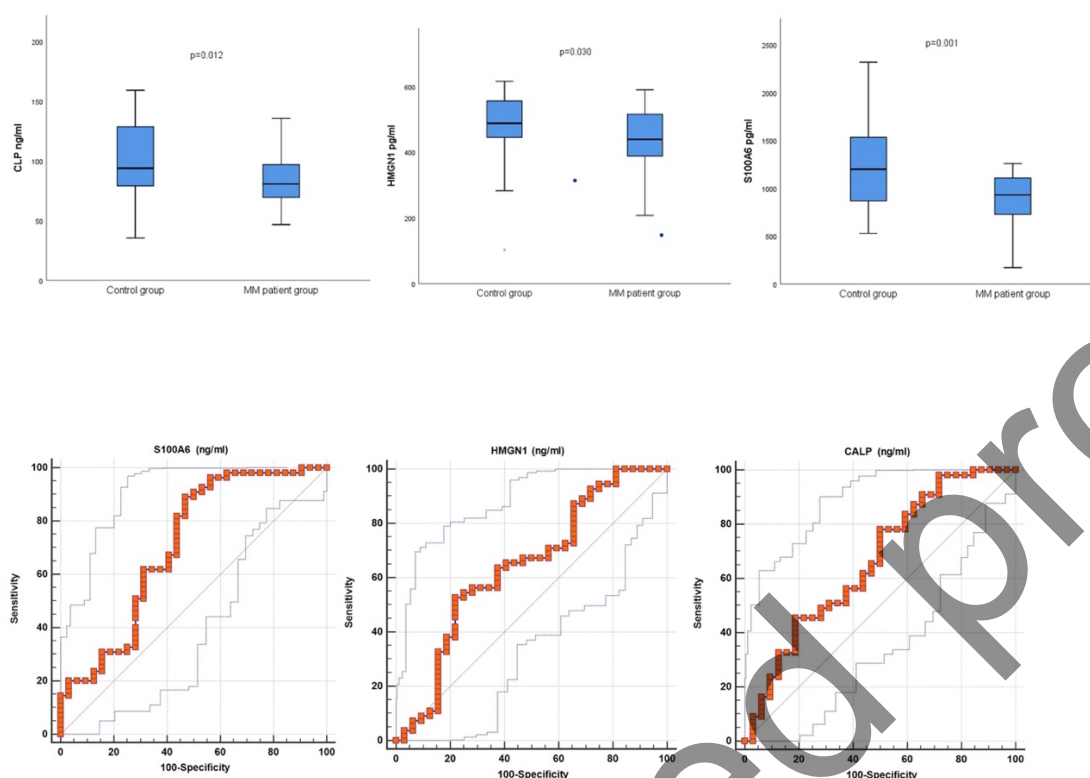 p=0.012
200
150
100
50
0
CLP ng/ml
Control group
MM patient group
p=0.030
600
400
200
0
HMGN1 pg/ml
Control group
MM patient group
p=0.001
2500
2000
1500
1000
500
0
S100A6 pg/ml
Control group
MM patient group
S100A6 (ng/ml)
100
80
60
40
20
0
Sensitivity
0 20 40 60 80 100
100-Specificity
HMGN1 (ng/ml)
100
80
60
40
20
0
Sensitivity
0 20 40 60 80 100
100-Specificity
CALP (ng/ml)
100
80
60
40
20
0
Sensitivity
0 20 40 60 80 100
100-Specificity
ed pro